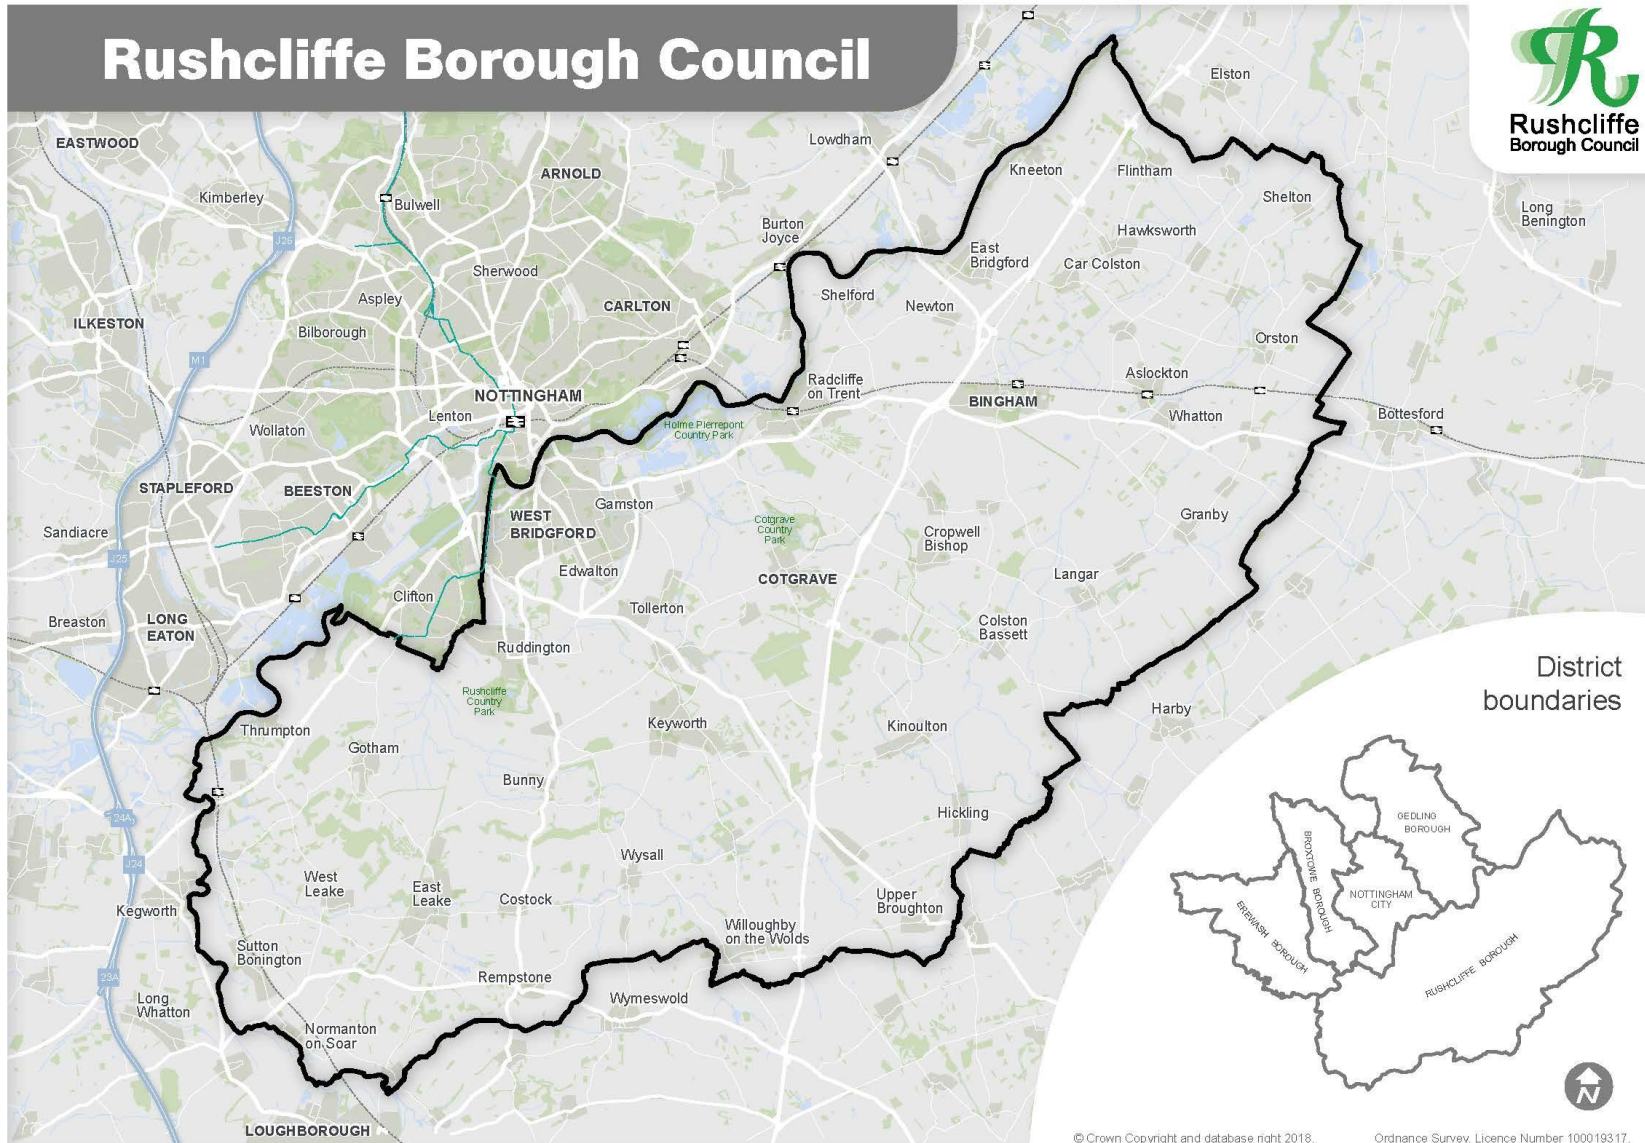 Rushcliffe Borough Council
Rushcliffe
Borough Council
EASTWOOD
Kimberley
Bulwell
ARNOLD
Lowdham
Elston
Kneeton
Flintham
Shelton
Long
Bennington
J26
Burton
Joyce
Hawksworth
East
Bridgford
Car Colston
Sherwood
Aspley
CARLTON
Shelford
Newton
ILKESTON
Bilborough
M1
Orston
NOTTINGHAM
Radcliffe
on Trent
Aslockton
BINGHAM
Whatton
Bottesford
Lenton
Wollaton
Holme Pierrepont
Country Park
STAPLEFORD
BEESTON
Gamston
WEST
BRIDGFORD
Cotgrave
Country
Park
Cropwell
Bishop
Granby
Sandiacre
J25
Edwalton
COTGRAVE
Langar
Clifton
Tollerton
Breaston
LONG
EATON
Colston
Bassett
Ruddington
Rushcliffe
Country
Park
Harby
Thrumpton
Gotham
Keyworth
Kinoulton
Bunny
Hickling
24A
J24
Wysall
West
Leake
East
Leake
Costock
Upper
Broughton
Kegworth
Willoughby
on the Wolds
Sutton
Bonington
23A
Rempstone
Long
Whatton
Wymeswold
Normanton
on Soar
LOUGHBOROUGH
District
boundaries
GEDLING
BOROUGH
BROXTOWE BOROUGH
NOTTINGHAM
CITY
EREWASH BOROUGH
RUSHCLIFFE BOROUGH
N
© Crown Copyright and database right 2018. Ordnance Survey. Licence Number 100019317.